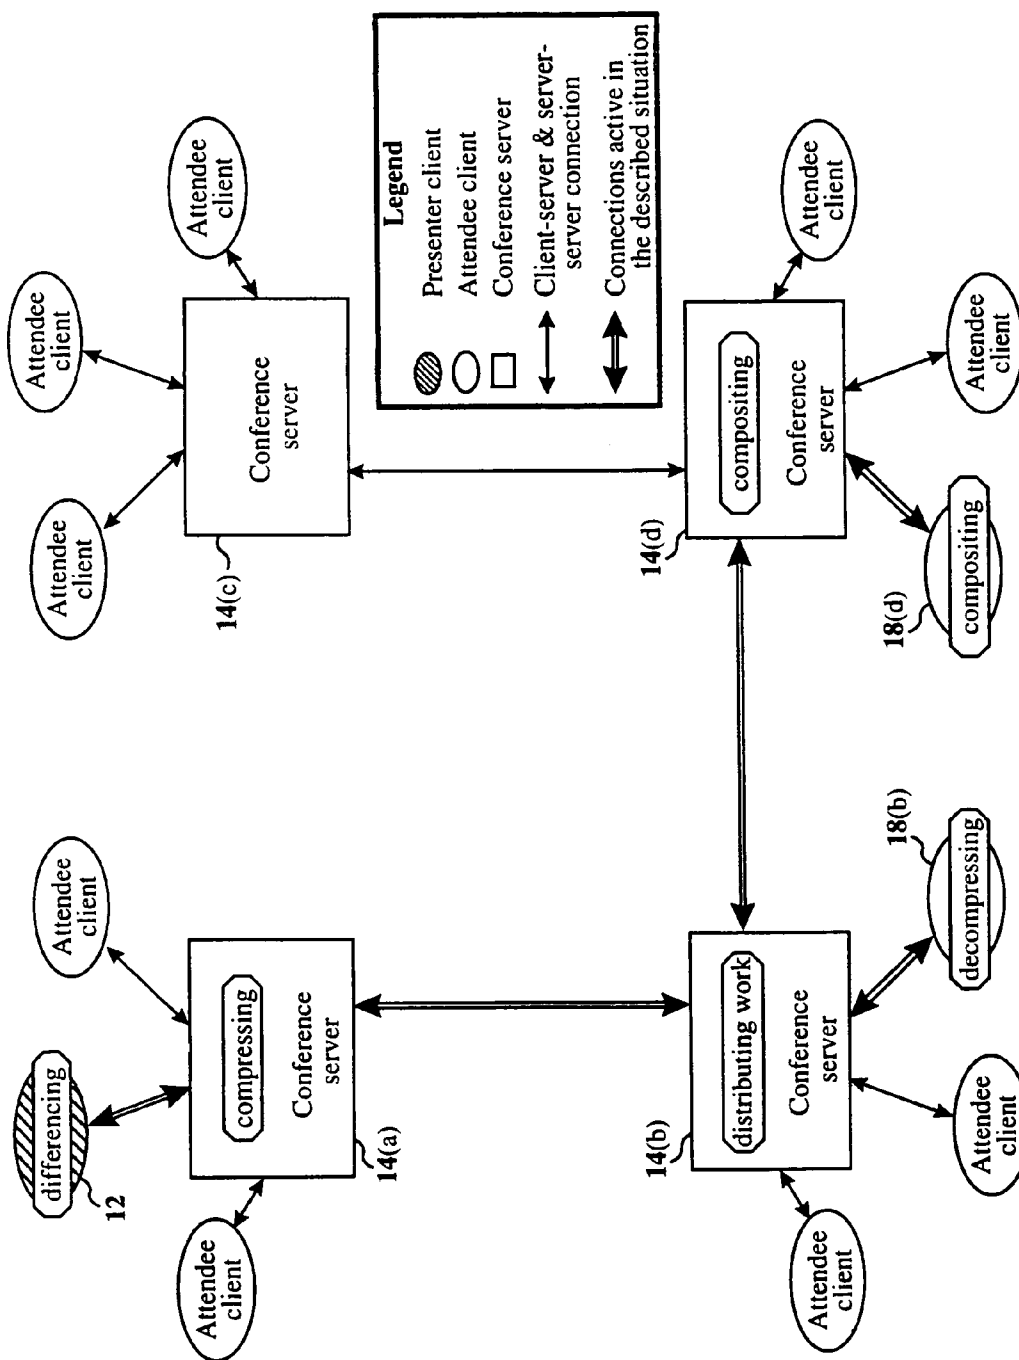 differencing
12
Attendee
client
Attendee
client
compressing
Conference
server
14(a)
Attendee
client
Attendee
client
Attendee
client
Conference
server
14(c)
Legend
Presenter client
Attendee client
Conference server
Client-server & server-
server connection
Connections active in
the described situation
14(b)
distributing work
Conference
server
Attendee
client
Attendee
client
18(b)
decompressing
14(d)
compositing
Conference
server
18(d)
compositing
Attendee
client
Attendee
client